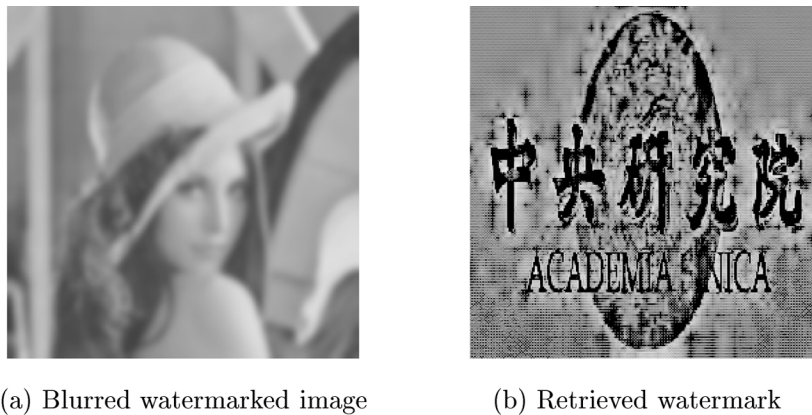 中央研究院
ACADEMIA SINICA
(a) Blurred watermarked image
(b) Retrieved watermark